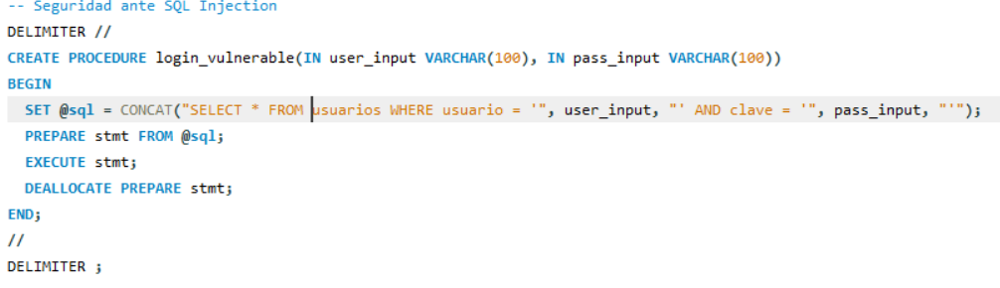 -- Seguridad ante SQL Injection
DELIMITER //
CREATE PROCEDURE login_vulnerable(IN user_input VARCHAR(100), IN pass_input VARCHAR(100))
BEGIN
SET @sql = CONCAT("SELECT * FROM usuarios WHERE usuario = '", user_input, "' AND clave = '", pass_input, "'");
PREPARE stmt FROM @sql;
EXECUTE stmt;
DEALLOCATE PREPARE stmt;
END;
//
DELIMITER ;